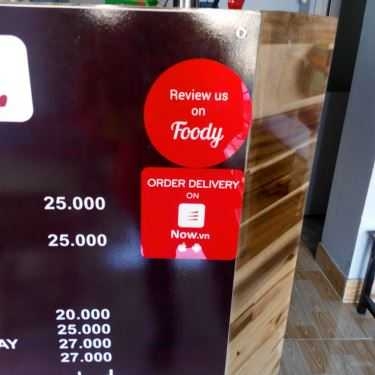 Review us
on
Foody
25.000
ORDER DELIVERY
ON
Now.vn
25.000
20.000
25.000
AY 27.000
27.000